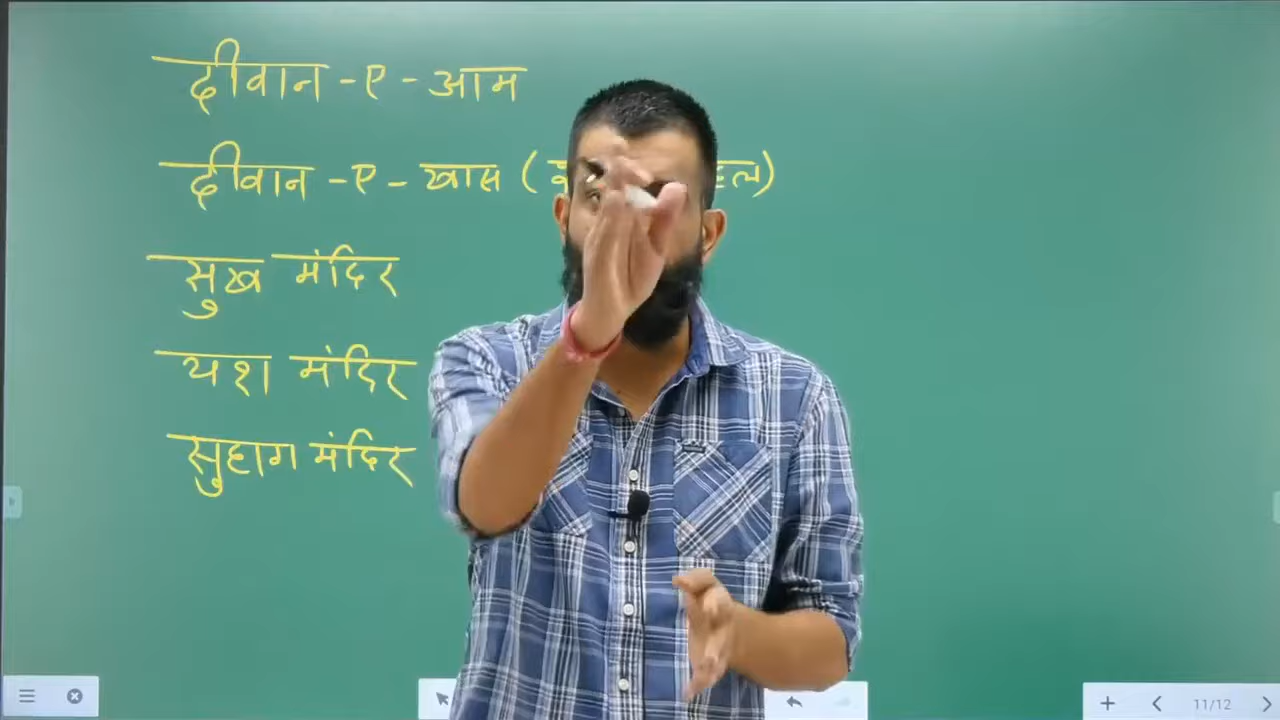 दीवान -ए- आम
दीवान -ए- खास (
सुख मंदिर
यश मंदिर
सुहाग मंदिर
11/12